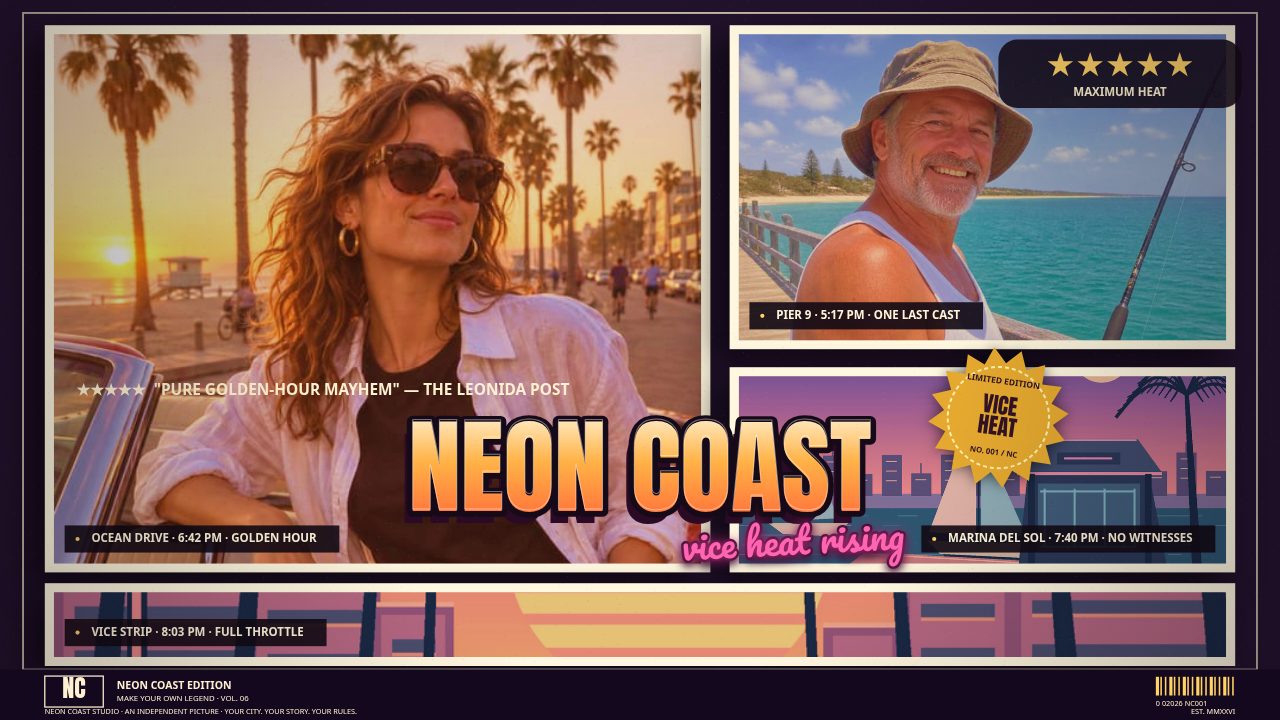 ★★★★★
MAXIMUM HEAT
• PIER 9 · 5:17 PM · ONE LAST CAST
★★★★★ "PURE GOLDEN-HOUR MAYHEM" — THE LEONIDA POST
LIMITED EDITION
VICE
HEAT
NO. 001 / NC
NEON COAST
vice heat rising
• OCEAN DRIVE · 6:42 PM · GOLDEN HOUR
• MARINA DEL SOL · 7:40 PM · NO WITNESSES
• VICE STRIP · 8:03 PM · FULL THROTTLE
NC
NEON COAST EDITION
MAKE YOUR OWN LEGEND · VOL. 06
NEON COAST STUDIO · AN INDEPENDENT PICTURE · YOUR CITY. YOUR STORY. YOUR RULES.
0 02026 NC001
EST. MMXXVI